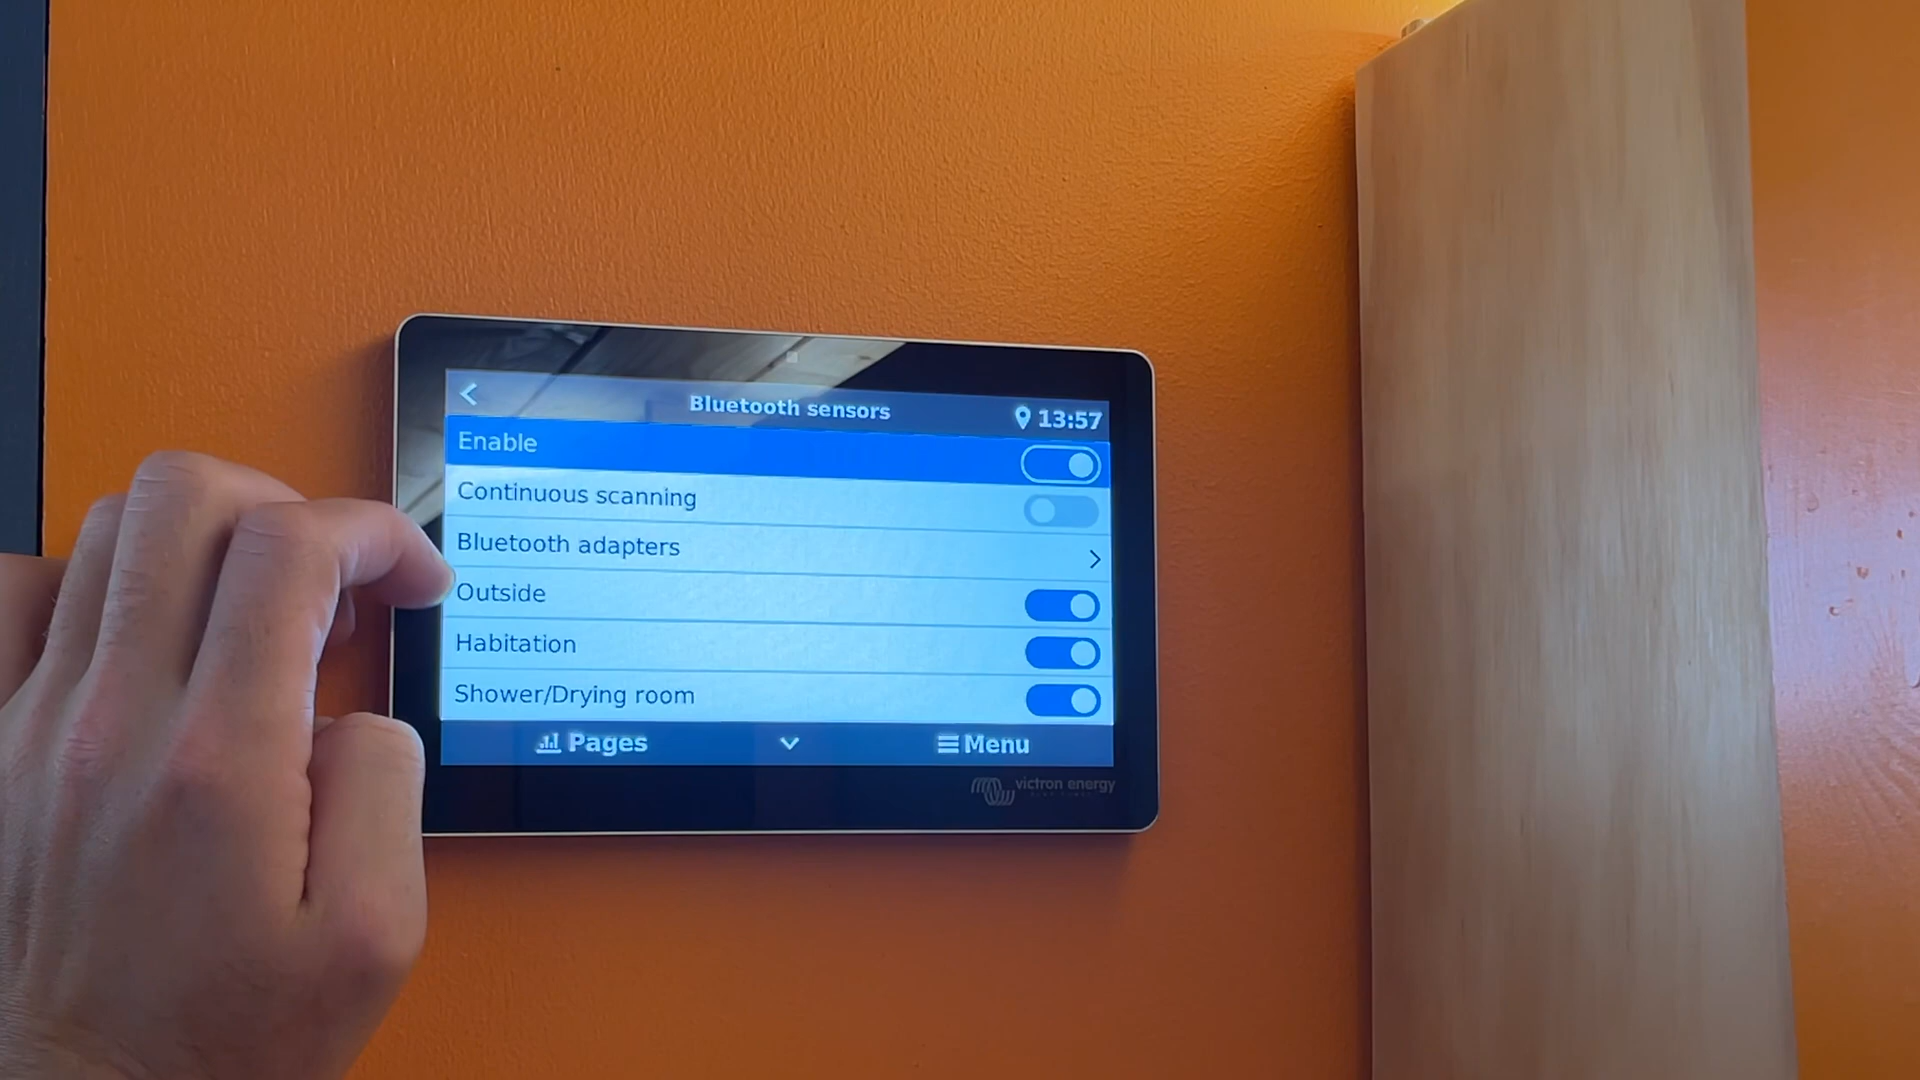 Bluetooth sensors
13:57
Enable
Continuous scanning
Bluetooth adapters
Outside
Habitation
Shower/Drying room
Pages
Menu
victron energy